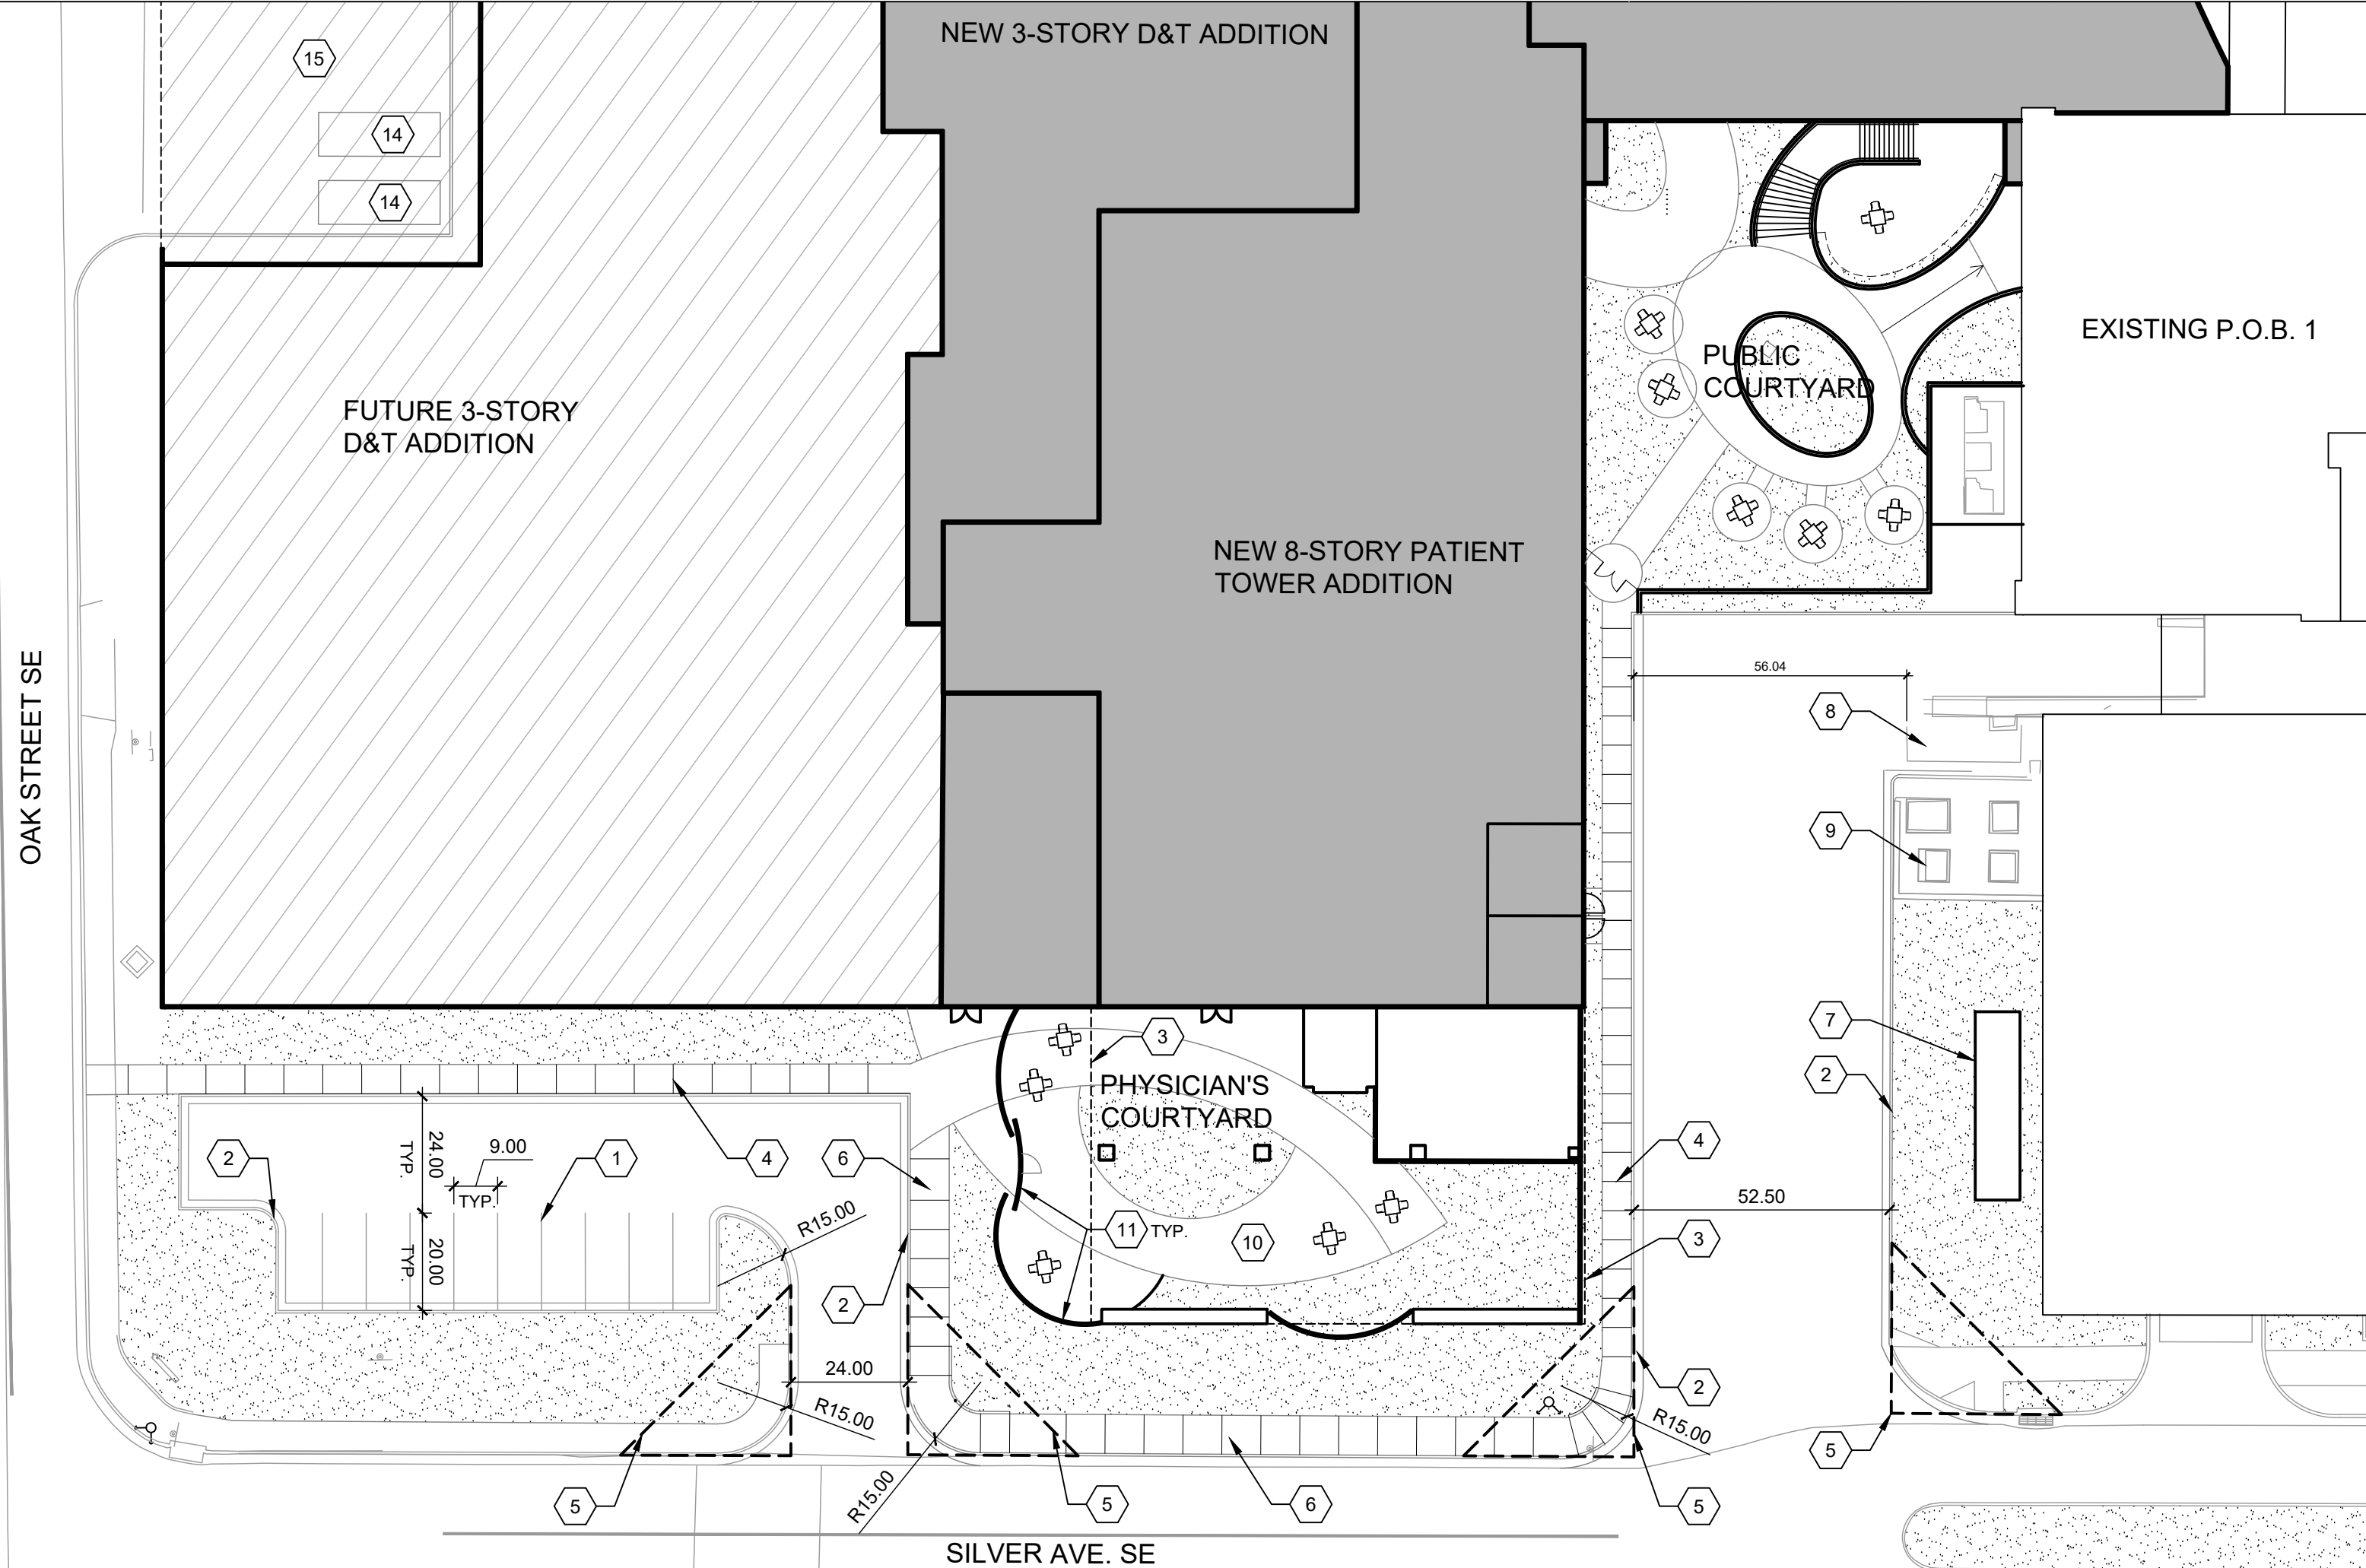 NEW 3-STORY D&T ADDITION
15
14
14
EXISTING P.O.B. 1
PUBLIC
COURTYARD
FUTURE 3-STORY
D&T ADDITION
NEW 8-STORY PATIENT
TOWER ADDITION
OAK STREET SE
56.04
8
9
7
2
3
PHYSICIAN'S
COURTYARD
2
24.00
TYP.
9.00
TYP.
1
4
6
4
52.50
R15.00
11 TYP.
10
3
20.00
TYP.
2
24.00
2
R15.00
R15.00
5
R15.00
5
5
6
5
SILVER AVE. SE